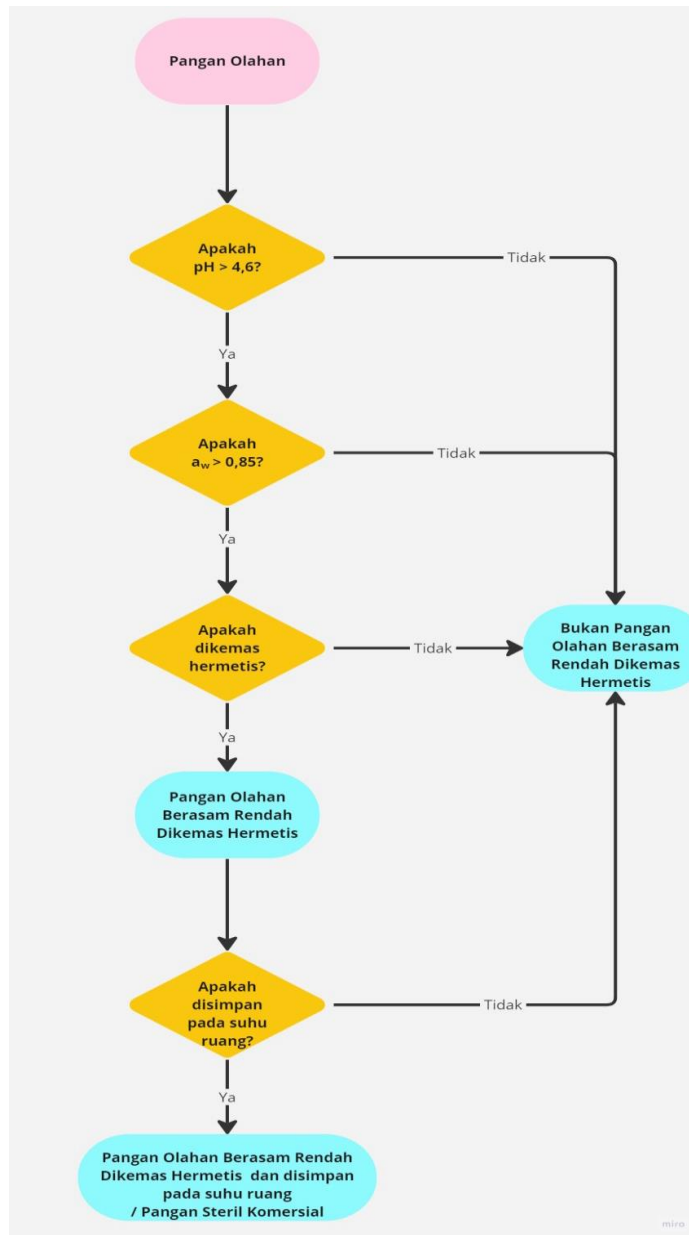 Pangan Olahan
Apakah
pH > 4,6?
Tidak
Ya
Apakah
a𝓌 > 0,85?
Tidak
Ya
Apakah
dikemas
hermetis?
Tidak
Bukan Pangan
Olahan Berasam
Rendah Dikemas
Hermetis
Ya
Pangan Olahan
Berasam Rendah
Dikemas Hermetis
Apakah
disimpan
pada suhu
ruang?
Tidak
Ya
Pangan Olahan Berasam Rendah
Dikemas Hermetis dan disimpan
pada suhu ruang
/ Pangan Steril Komersial
miro